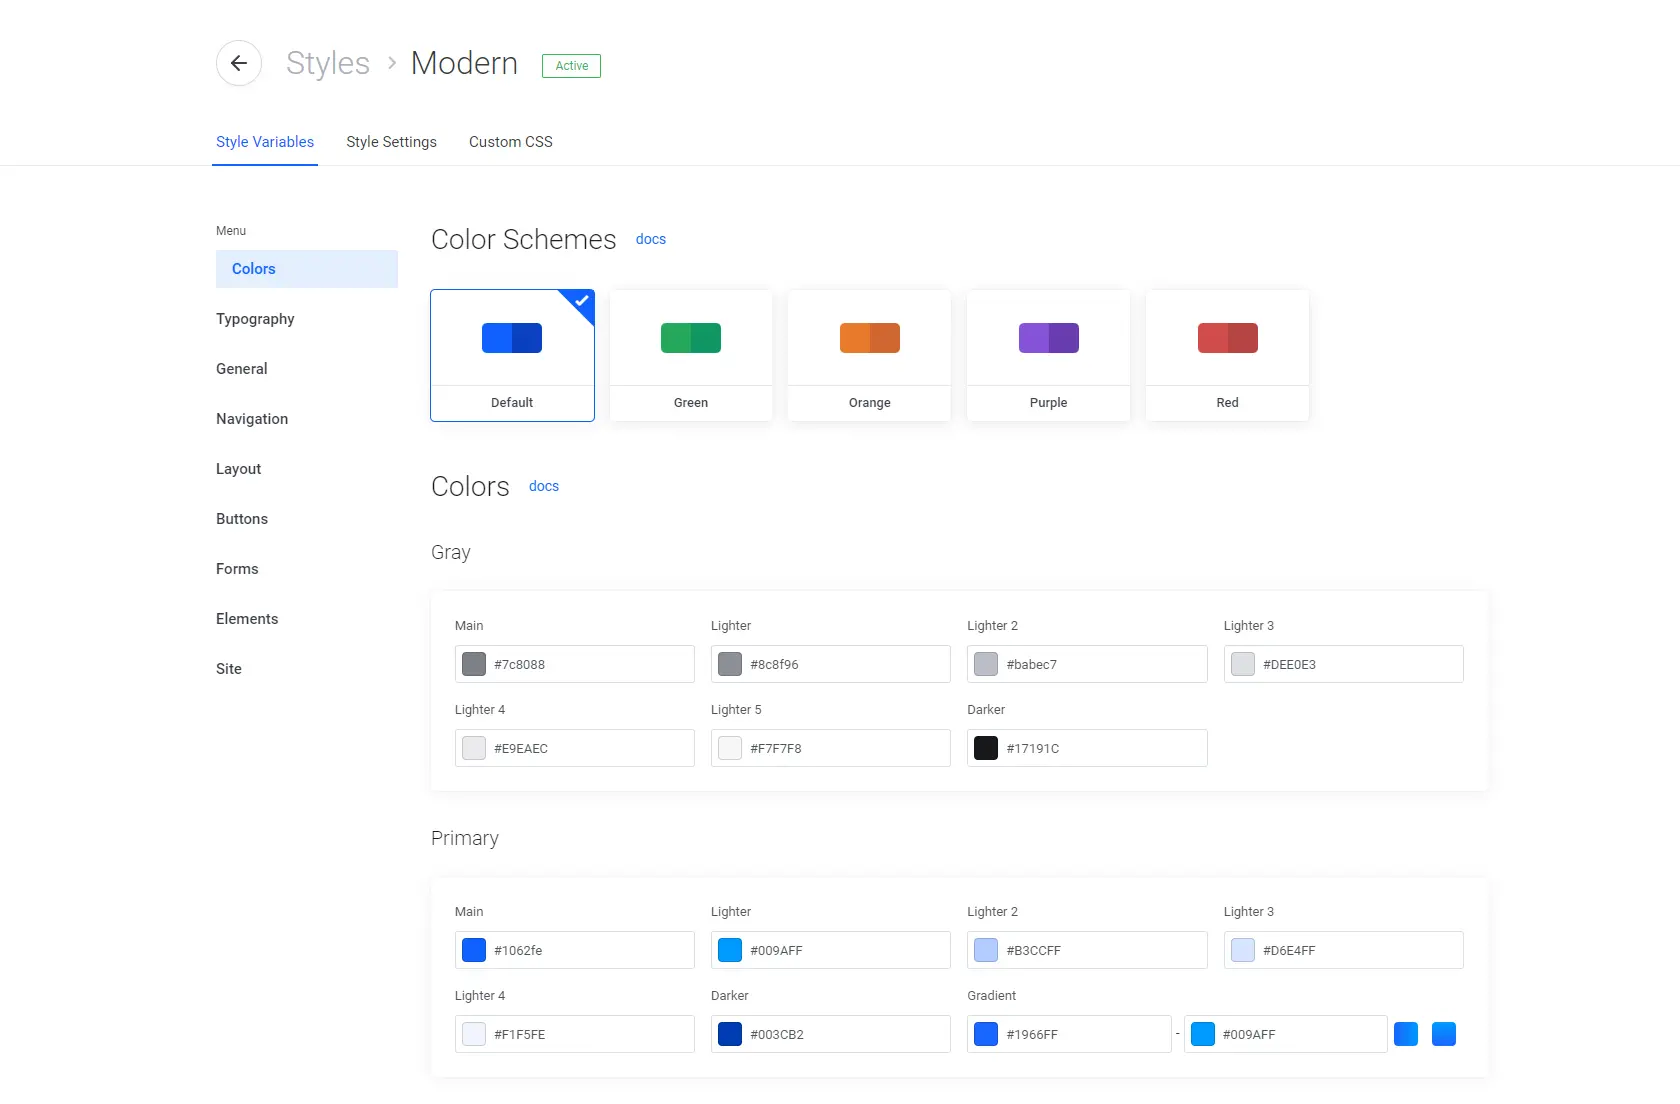 Styles > Modern Active
Style Variables Style Settings Custom CSS
Menu
Colors
Typography
General
Navigation
Layout
Buttons
Forms
Elements
Site
Color Schemes docs
Default Green Orange Purple Red
Colors docs
Gray
Main Lighter Lighter 2 Lighter 3
#7c8088 #8c8f96 #babec7 #DEE0E3
Lighter 4 Lighter 5 Darker
#E9EAEC #F7F7F8 #17191C
Primary
Main Lighter Lighter 2 Lighter 3
#1062fe #009AFF #B3CCFF #D6E4FF
Lighter 4 Darker Gradient
#F1F5FE #003CB2 #1966FF - #009AFF